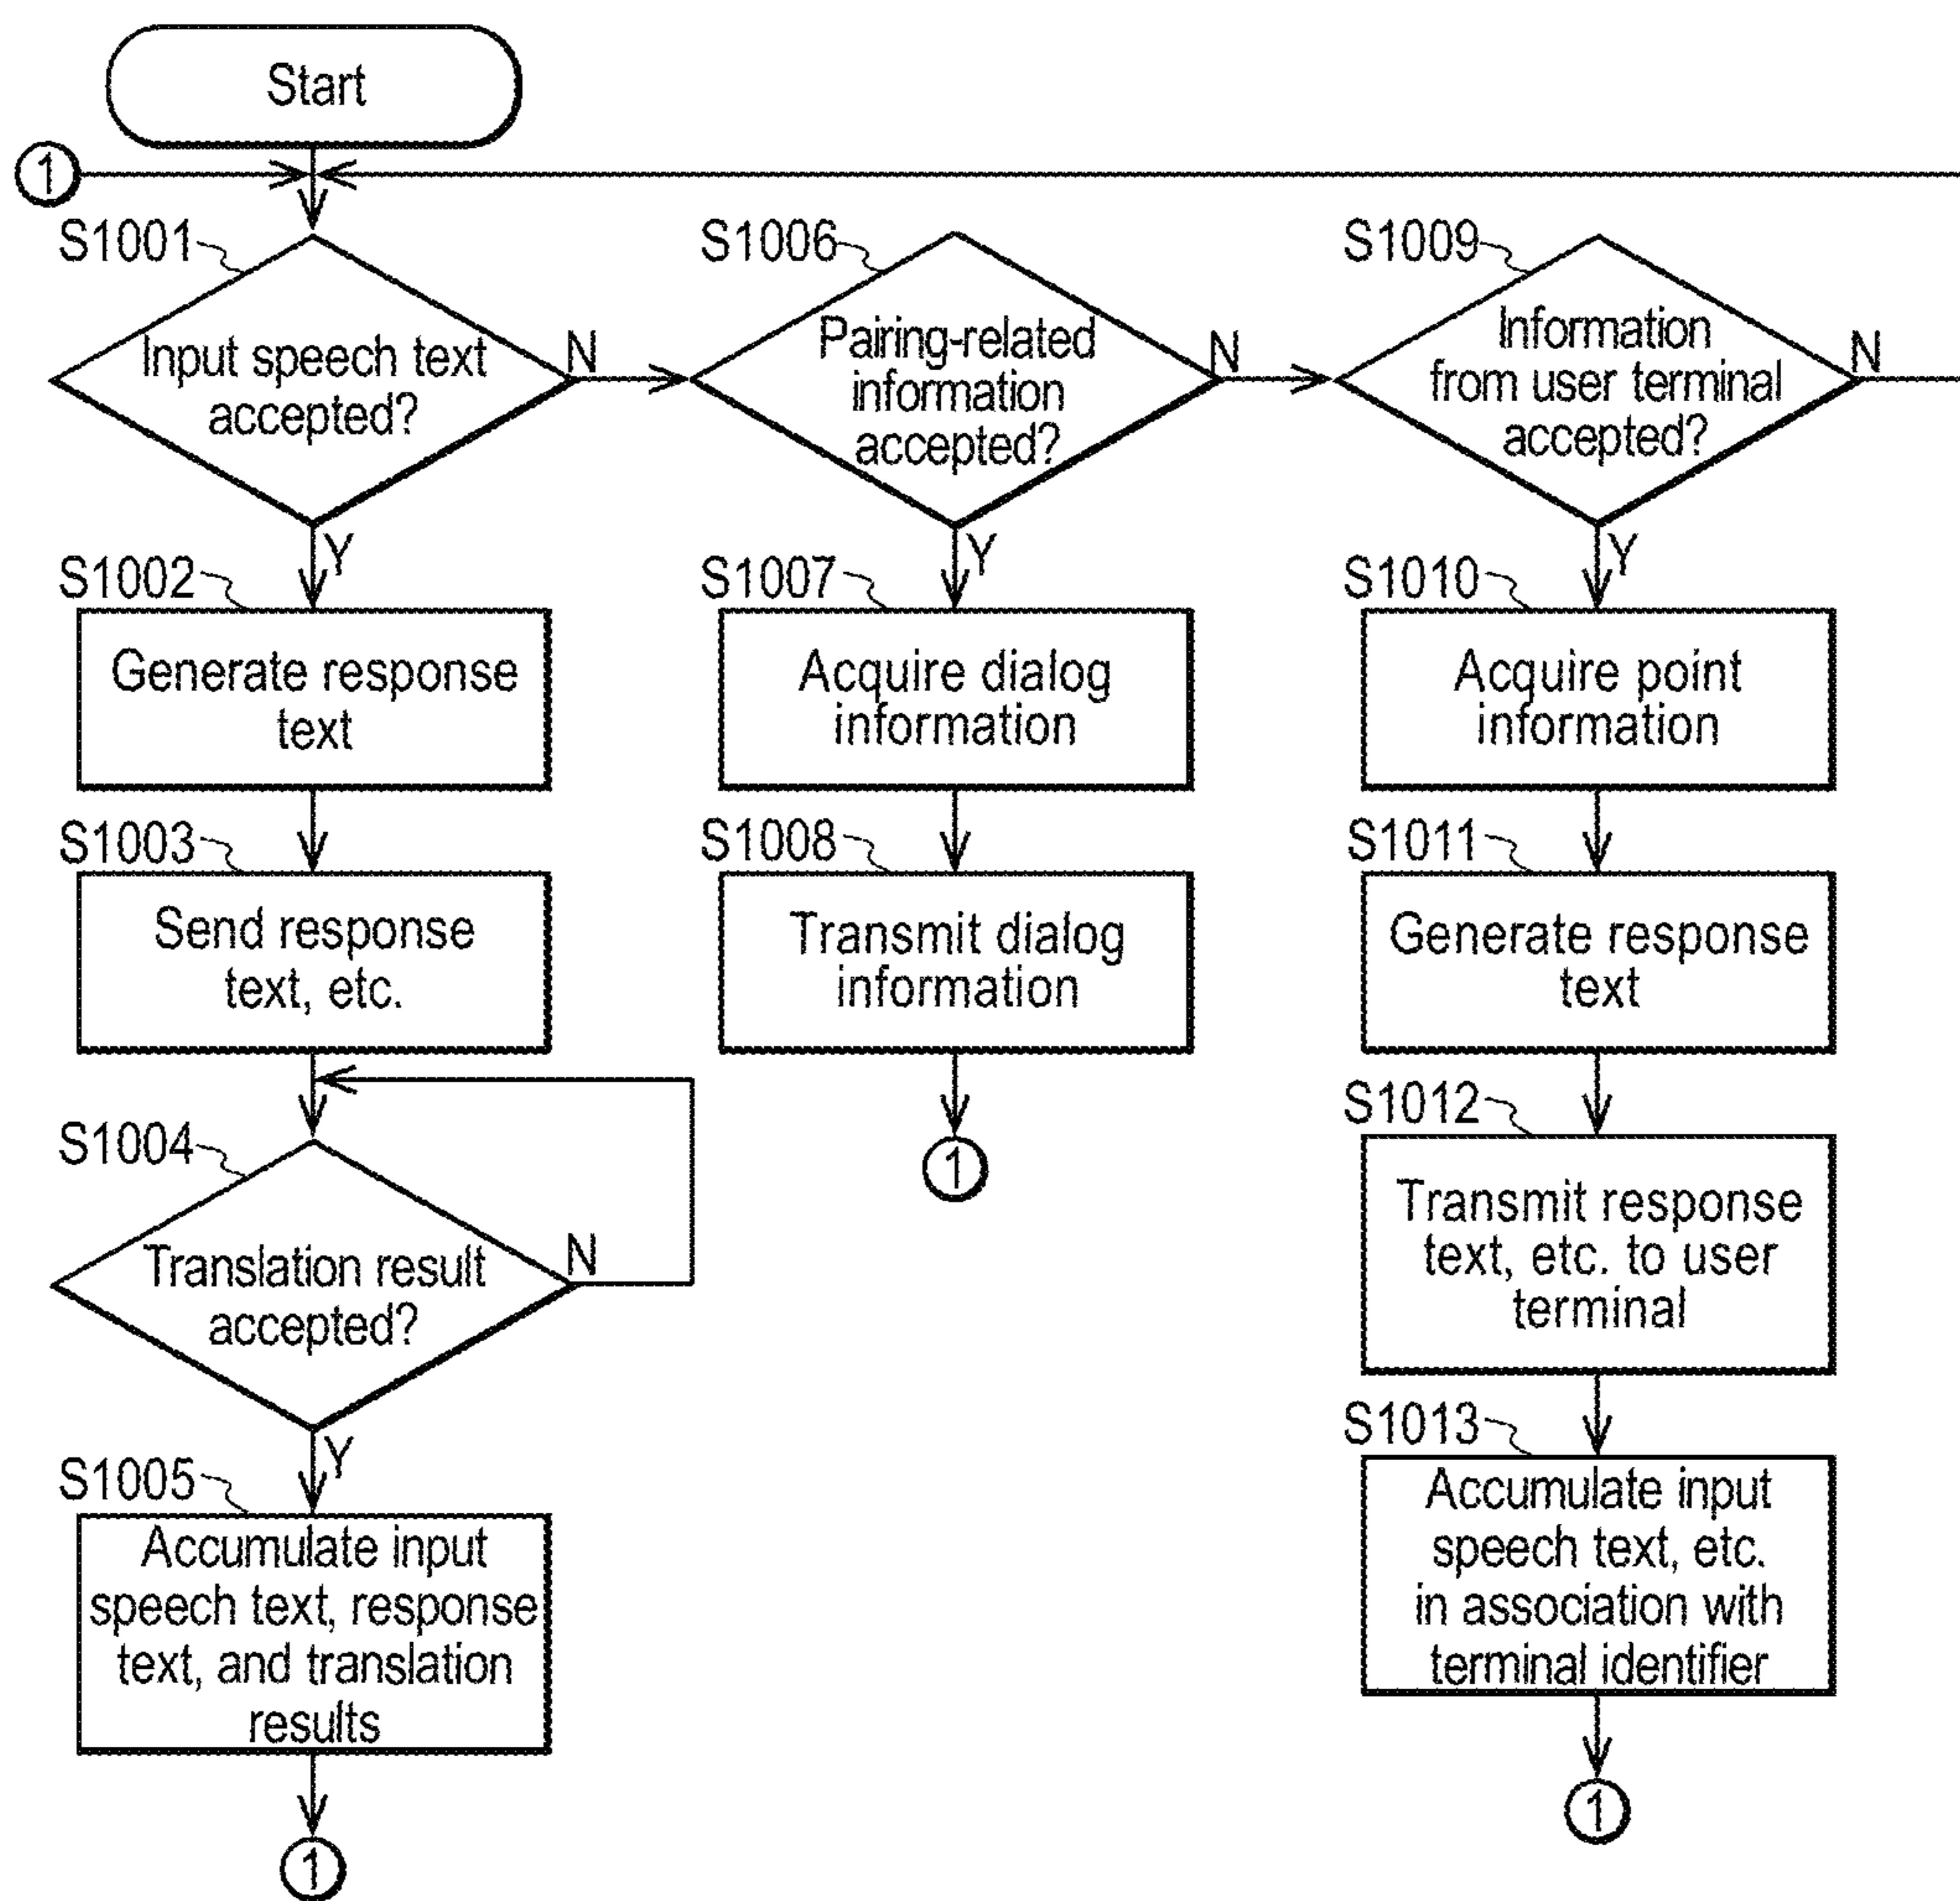 Start
1
S1001
Input speech text
accepted?
N
Y
S1002
Generate response
text
S1003
Send response
text, etc.
S1004
Translation result
accepted?
N
Y
S1005
Accumulate input
speech text, response
text, and translation
results
1
S1006
Pairing-related
information
accepted?
N
Y
S1007
Acquire dialog
information
S1008
Transmit dialog
information
1
S1009
Information
from user terminal
accepted?
N
Y
S1010
Acquire point
information
S1011
Generate response
text
S1012
Transmit response
text, etc. to user
terminal
S1013
Accumulate input
speech text, etc.
in association with
terminal identifier
1